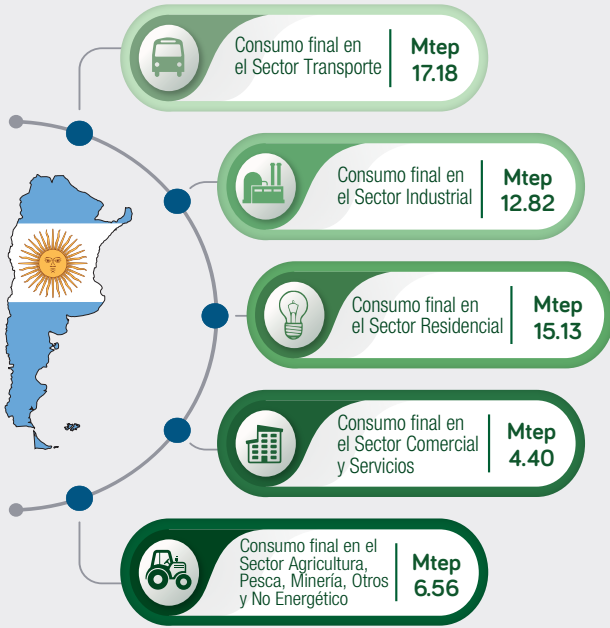 Consumo final en
el Sector Transporte
Mtep
17.18
Consumo final en
el Sector Industrial
Mtep
12.82
Consumo final en
el Sector Residencial
Mtep
15.13
Consumo final en
el Sector Comercial
y Servicios
Mtep
4.40
Consumo final en el
Sector Agricultura,
Pesca, Minería, Otros
y No Energético
Mtep
6.56